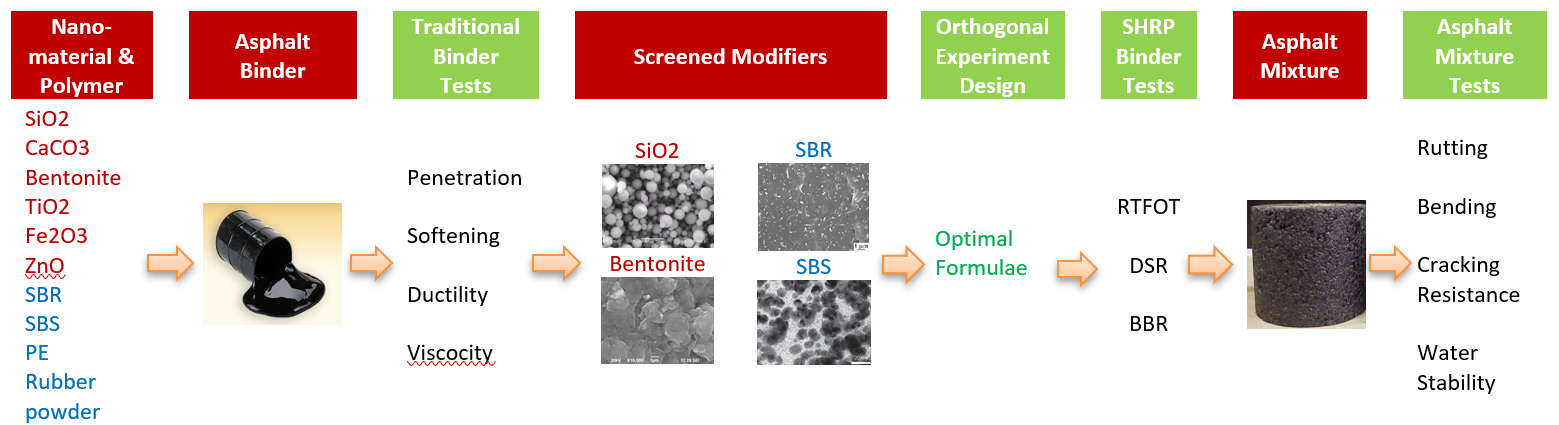 Nano-
material &
Polymer
Asphalt
Binder
Traditional
Binder
Tests
Screened Modifiers
Orthogonal
Experiment
Design
SHRP
Binder
Tests
Asphalt
Mixture
Asphalt
Mixture
Tests
SiO2
CaCO3
Bentonite
TiO2
Fe2O3
ZnO
SBR
SBS
PE
Rubber
powder
Penetration
Softening
Ductility
Viscocity
SiO2
SBR
1 μm
Bentonite
SBS
Optimal
Formulae
RTFOT
DSR
BBR
Rutting
Bending
Cracking
Resistance
Water
Stability